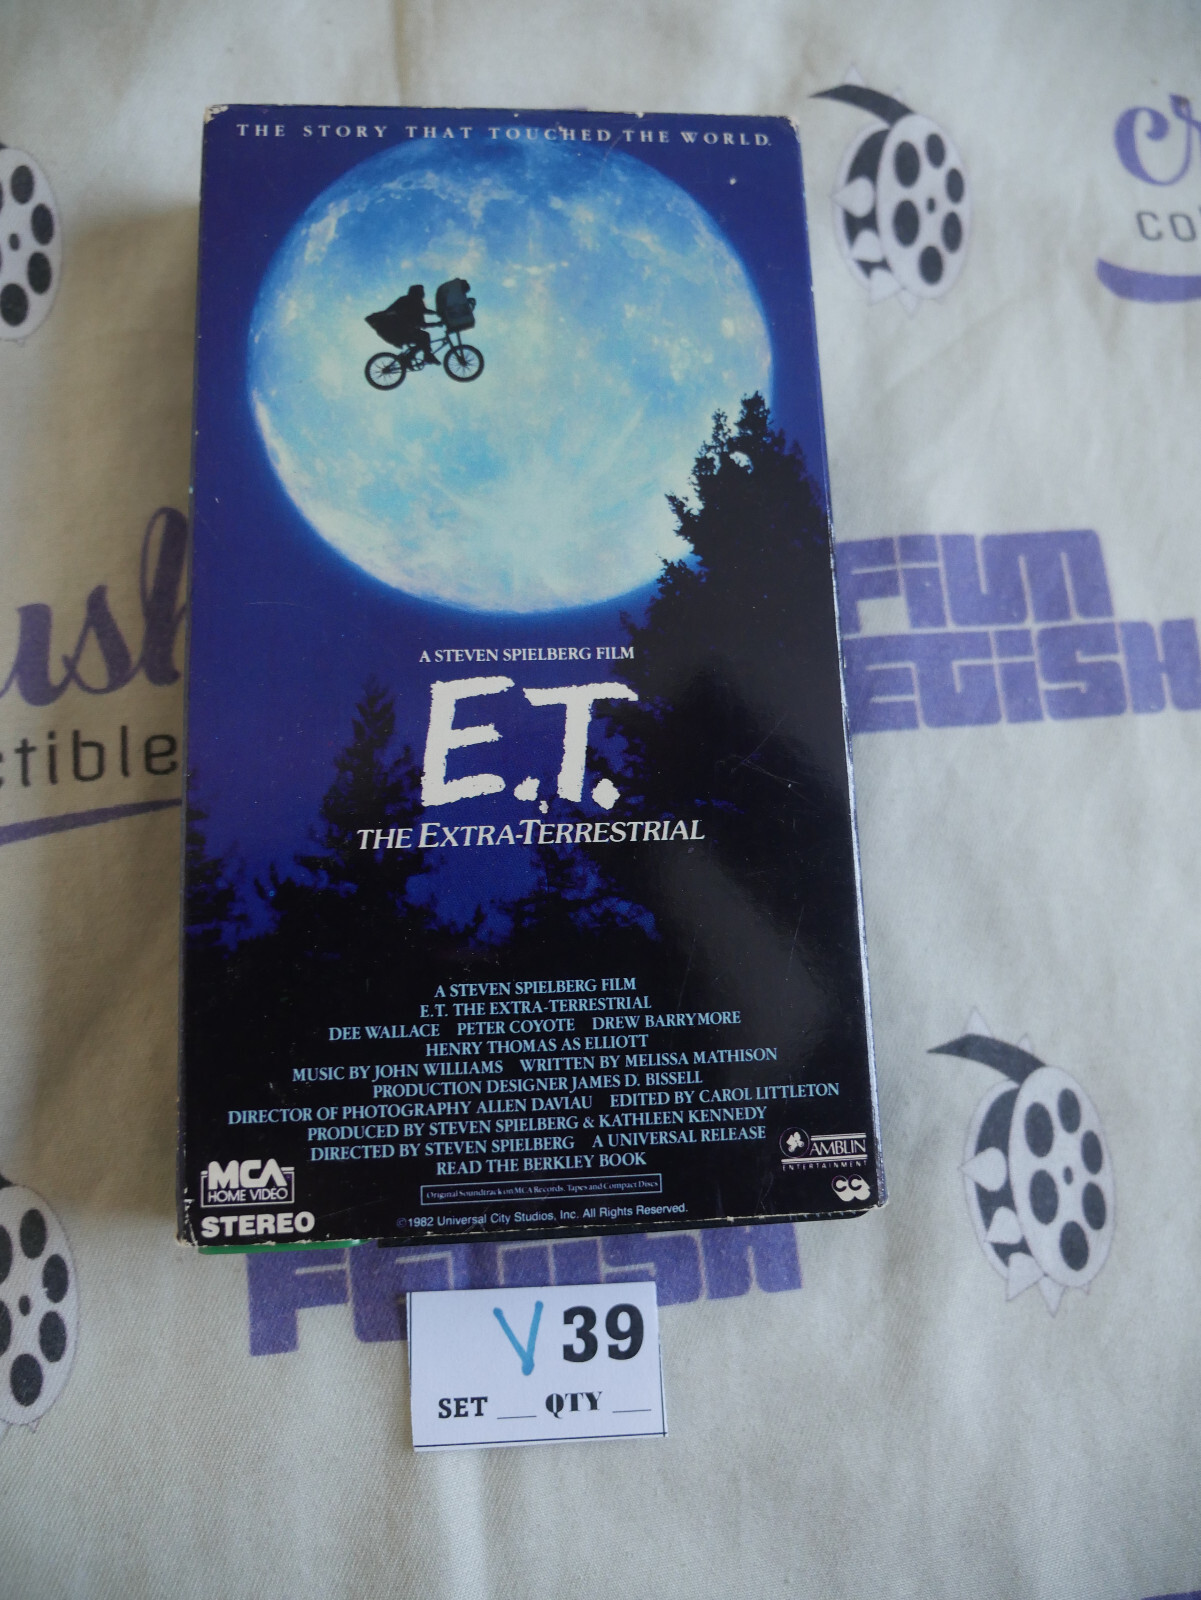 THE STORY THAT TOUCHED THE WORLD.
A STEVEN SPIELBERG FILM
E.T.
THE EXTRA-TERRESTRIAL
A STEVEN SPIELBERG FILM
E.T. THE EXTRA-TERRESTRIAL
DEE WALLACE PETER COYOTE DREW BARRYMORE
HENRY THOMAS AS ELLIOTT
MUSIC BY JOHN WILLIAMS WRITTEN BY MELISSA MATHISON
PRODUCTION DESIGNER JAMES D. BISSELL
DIRECTOR OF PHOTOGRAPHY ALLEN DAVIAU EDITED BY CAROL LITTLETON
PRODUCED BY STEVEN SPIELBERG & KATHLEEN KENNEDY
DIRECTED BY STEVEN SPIELBERG A UNIVERSAL RELEASE
READ THE BERKLEY BOOK
Original Soundtrack on MCA Records, Tapes and Compact Discs
©1982 Universal City Studios, Inc. All Rights Reserved.
MCA
HOME VIDEO
STEREO
AMBLIN
ENTERTAINMENT
CC
FILM
FETISH
FETISH
V 39
SET ___ QTY ___